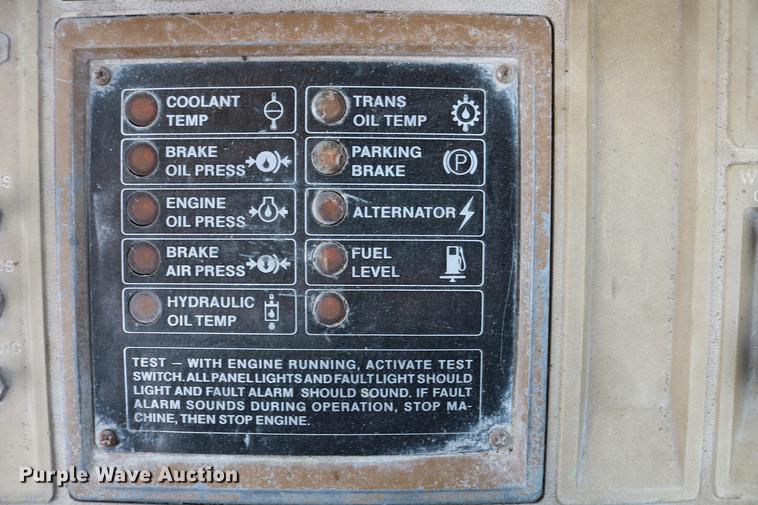 COOLANT
TEMP
TRANS
OIL TEMP
BRAKE
OIL PRESS
PARKING
BRAKE
P
ENGINE
OIL PRESS
ALTERNATOR
BRAKE
AIR PRESS
FUEL
LEVEL
HYDRAULIC
OIL TEMP
TEST — WITH ENGINE RUNNING, ACTIVATE TEST
SWITCH. ALL PANEL LIGHTS AND FAULT LIGHT SHOULD
LIGHT AND FAULT ALARM SHOULD SOUND. IF FAULT
ALARM SOUNDS DURING OPERATION, STOP MA-
CHINE, THEN STOP ENGINE.
Purple Wave Auction